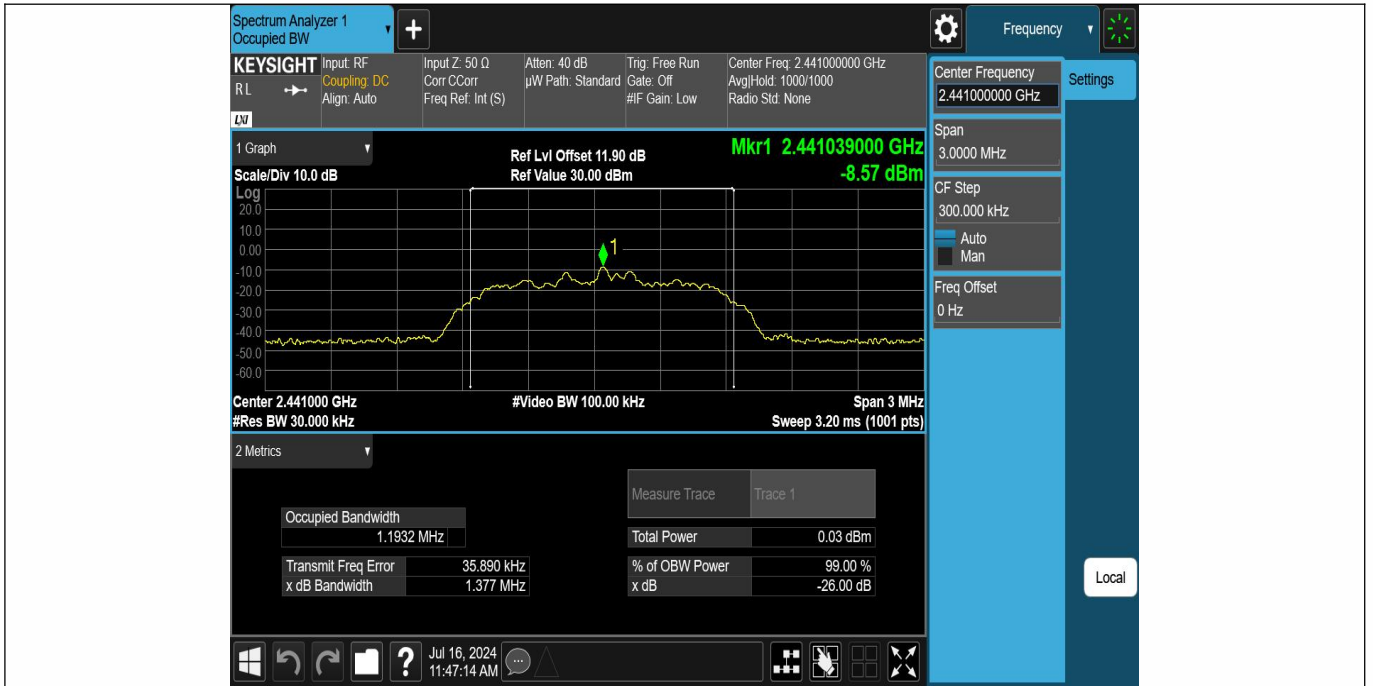 Spectrum Analyzer 1
Occupied BW
+
Frequency
KEYSIGHT
RL
LXI
Input: RF
Coupling: DC
Align: Auto
Input Z: 50 Ω
Corr CCorr
Freq Ref: Int (S)
Atten: 40 dB
µW Path: Standard
Trig: Free Run
Gate: Off
#IF Gain: Low
Center Freq: 2.441000000 GHz
Avg|Hold: 1000/1000
Radio Std: None
Center Frequency
2.441000000 GHz
Settings
Span
3.0000 MHz
CF Step
300.000 kHz
Auto
Man
Freq Offset
0 Hz
Local
1 Graph
Scale/Div 10.0 dB
Ref Lvl Offset 11.90 dB
Ref Value 30.00 dBm
Mkr1 2.441039000 GHz
-8.57 dBm
Log
20.0
10.0
0.00
-10.0
-20.0
-30.0
-40.0
-50.0
-60.0
1
Center 2.441000 GHz
#Video BW 100.00 kHz
Span 3 MHz
#Res BW 30.000 kHz
Sweep 3.20 ms (1001 pts)
2 Metrics
Measure Trace
Trace 1
Occupied Bandwidth
1.1932 MHz
Total Power
0.03 dBm
Transmit Freq Error
35.890 kHz
% of OBW Power
99.00 %
x dB Bandwidth
1.377 MHz
x dB
-26.00 dB
?
Jul 16, 2024
11:47:14 AM